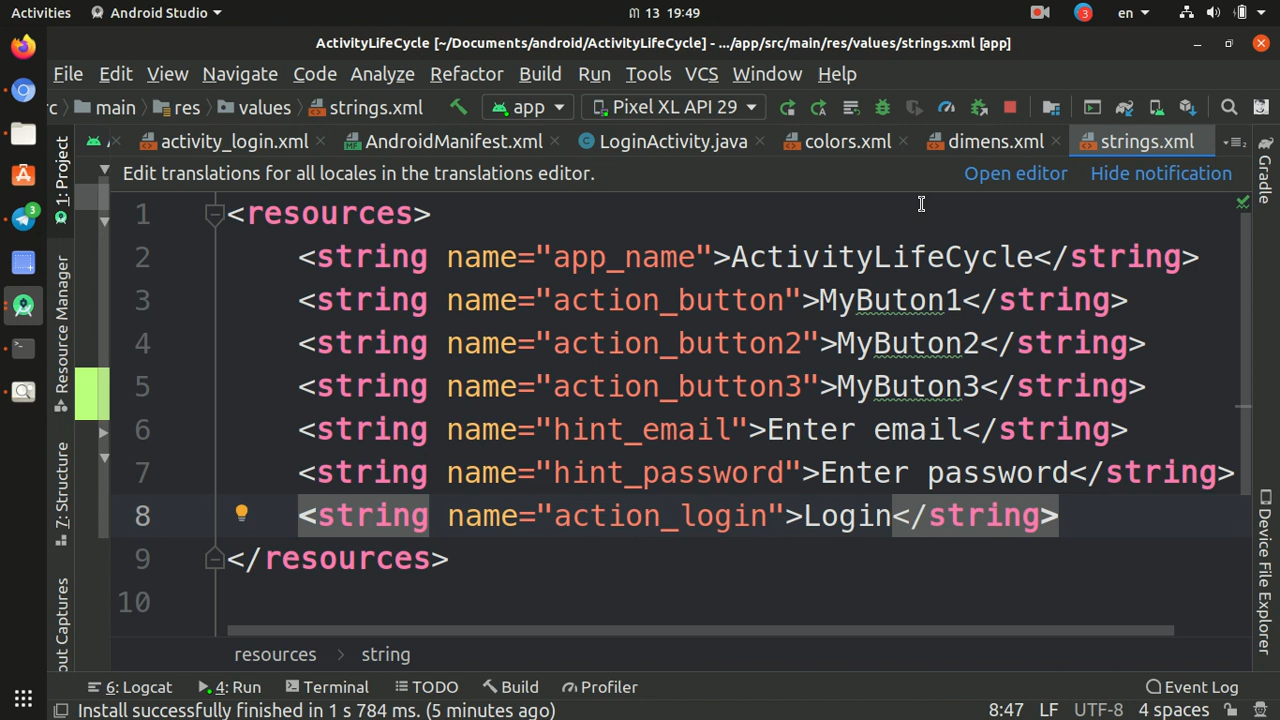 Activities Android Studio ጠ 13 19:49 3 en
ActivityLifeCycle [~/Documents/android/ActivityLifeCycle] - .../app/src/main/res/values/strings.xml [app]
File Edit View Navigate Code Analyze Refactor Build Run Tools VCS Window Help
main res values strings.xml app Pixel XL API 29
activity_login.xml AndroidManifest.xml LoginActivity.java colors.xml dimens.xml strings.xml
Edit translations for all locales in the translations editor. Open editor Hide notification
1 <resources>
2 <string name="app_name">ActivityLifeCycle</string>
3 <string name="action_button">MyButon1</string>
4 <string name="action_button2">MyButon2</string>
5 <string name="action_button3">MyButon3</string>
6 <string name="hint_email">Enter email</string>
7 <string name="hint_password">Enter password</string>
8 <string name="action_login">Login</string>
9 </resources>
10
resources > string
1: Project
Resource Manager
7: Structure
out Captures
Gradle
Device File Explorer
3
6: Logcat 4: Run Terminal TODO Build Profiler Event Log
Install successfully finished in 1 s 784 ms. (5 minutes ago) 8:47 LF UTF-8 4 spaces